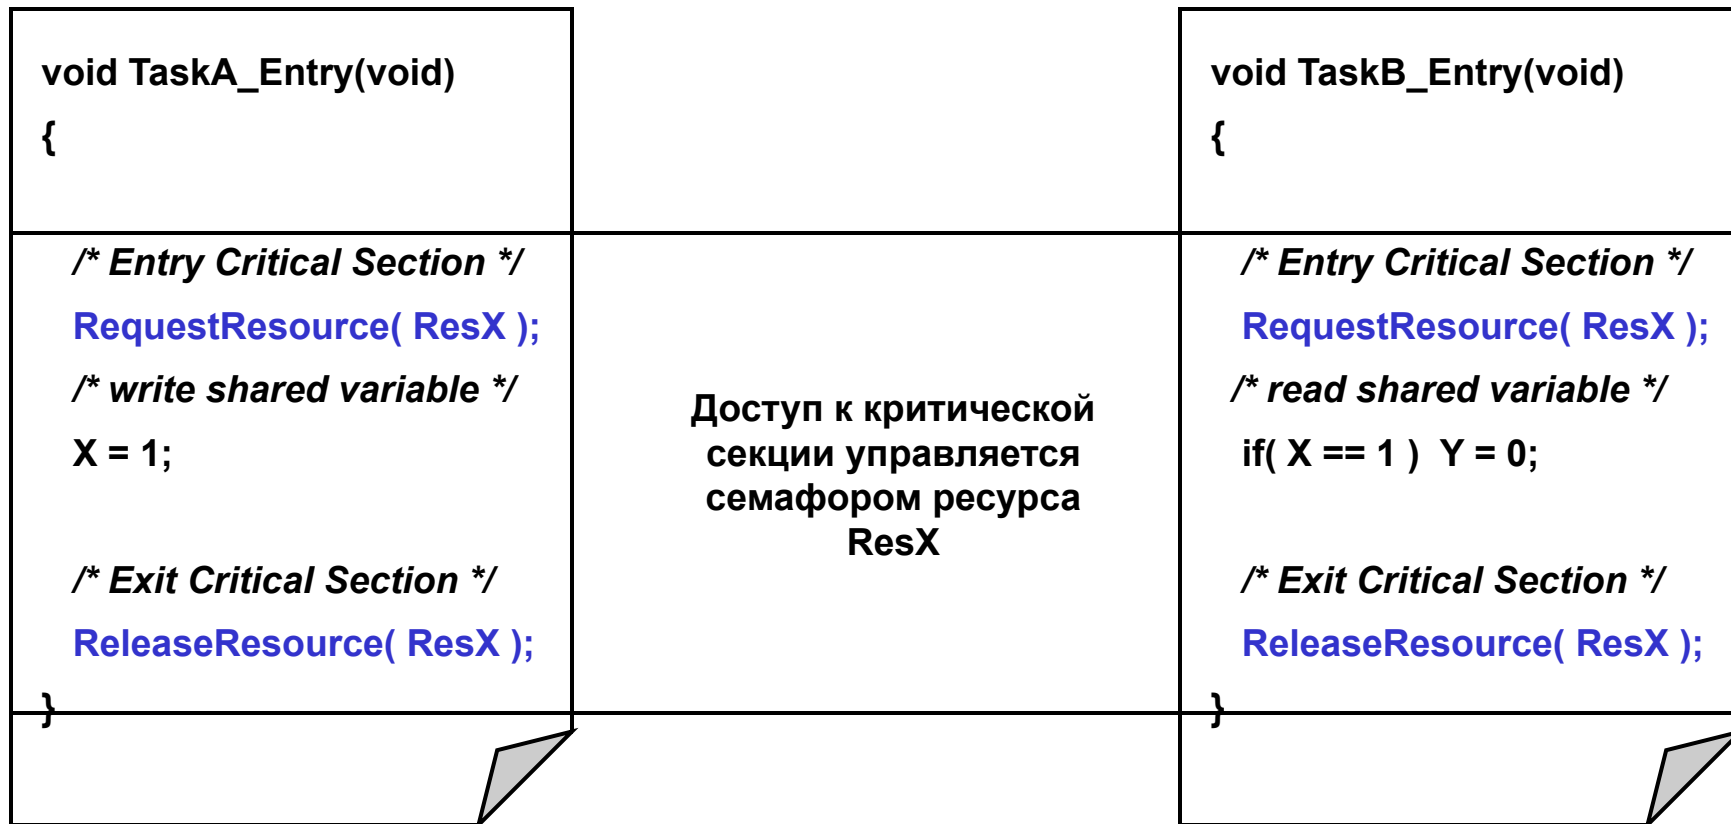 void TaskA_Entry(void)
{
/* Entry Critical Section */
RequestResource( ResX );
/* write shared variable */
X = 1;
/* Exit Critical Section */
ReleaseResource( ResX );
}
Доступ к критической
секции управляется
семафором ресурса
ResX
void TaskB_Entry(void)
{
/* Entry Critical Section */
RequestResource( ResX );
/* read shared variable */
if( X == 1 ) Y = 0;
/* Exit Critical Section */
ReleaseResource( ResX );
}